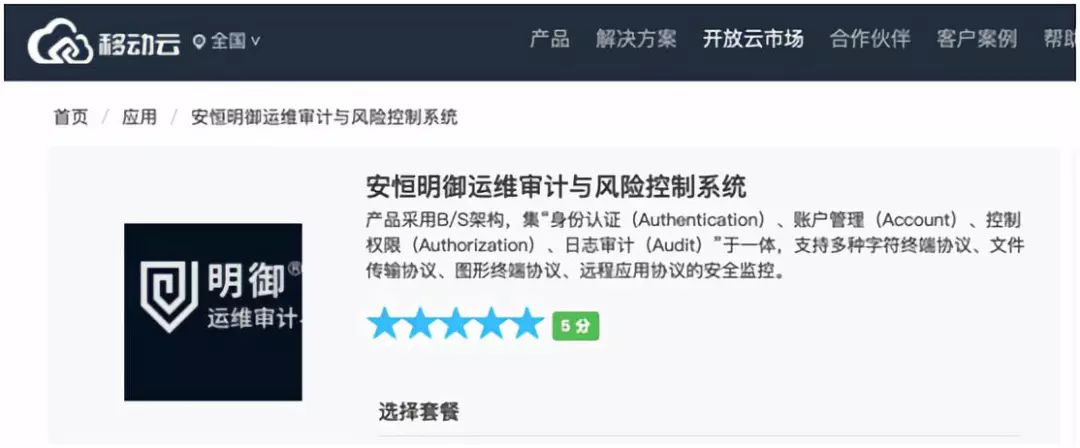 移动云 全国 产品 解决方案 开放云市场 合作伙伴 客户案例 帮助
首页 / 应用 / 安恒明御运维审计与风险控制系统
安恒明御运维审计与风险控制系统
产品采用B/S架构，集“身份认证（Authentication）、账户管理（Account）、控制
权限（Authorization）、日志审计（Audit）”于一体，支持多种字符终端协议、文件
传输协议、图形终端协议、远程应用协议的安全监控。
明御®
运维审计
5 分
选择套餐